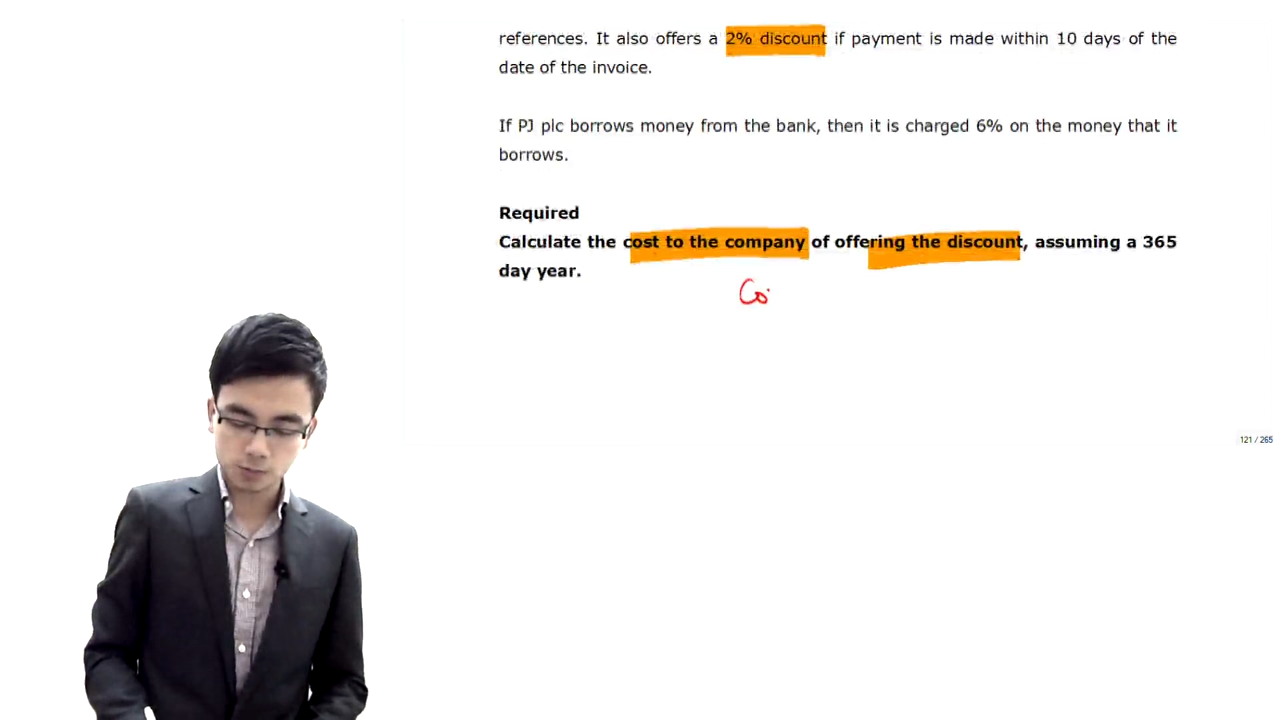 references. It also offers a 2% discount if payment is made within 10 days of the
date of the invoice.
If PJ plc borrows money from the bank, then it is charged 6% on the money that it
borrows.
Required
Calculate the cost to the company of offering the discount, assuming a 365
day year.
Co
121 / 265